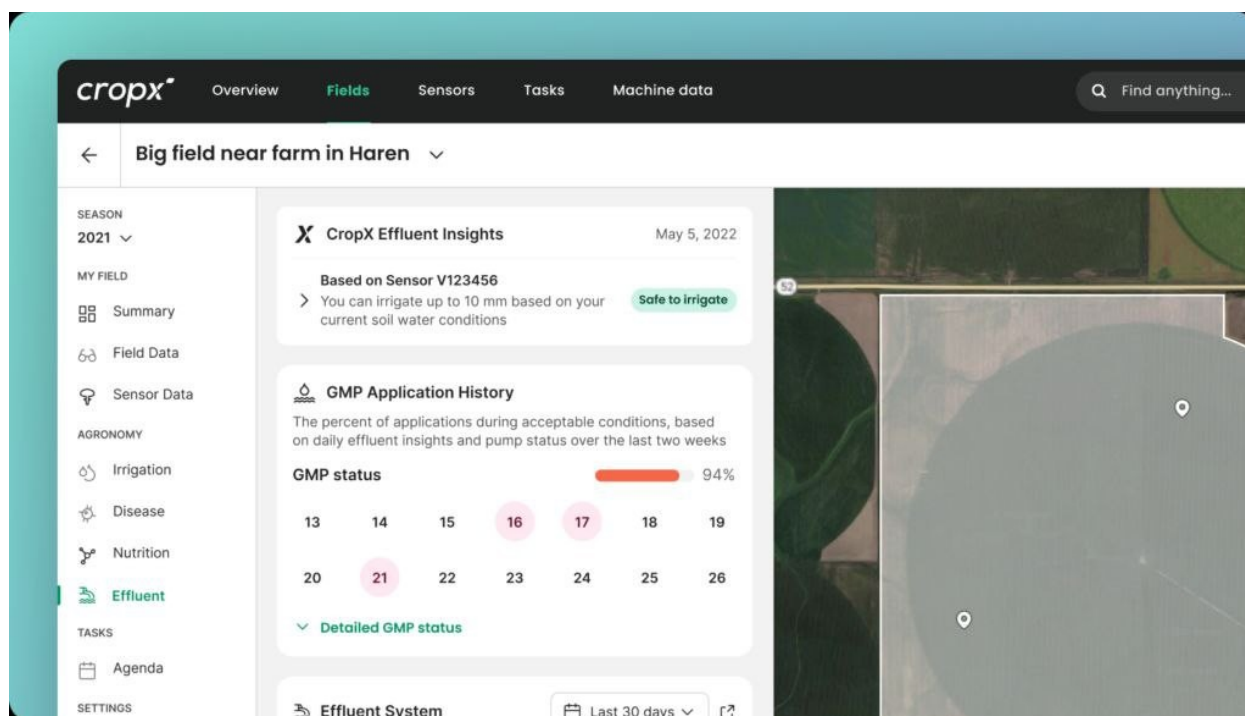 cropx
Overview
Fields
Sensors
Tasks
Machine data
Find anything...
Big field near farm in Haren
SEASON
2021
MY FIELD
Summary
Field Data
Sensor Data
AGRONOMY
Irrigation
Disease
Nutrition
Effluent
TASKS
Agenda
SETTINGS
X CropX Effluent Insights
May 5, 2022
Based on Sensor V123456
You can irrigate up to 10 mm based on your
current soil water conditions
Safe to irrigate
GMP Application History
The percent of applications during acceptable conditions, based
on daily effluent insights and pump status over the last two weeks
GMP status
94%
13 14 15 16 17 18 19
20 21 22 23 24 25 26
Detailed GMP status
Effluent System
Last 30 days
52